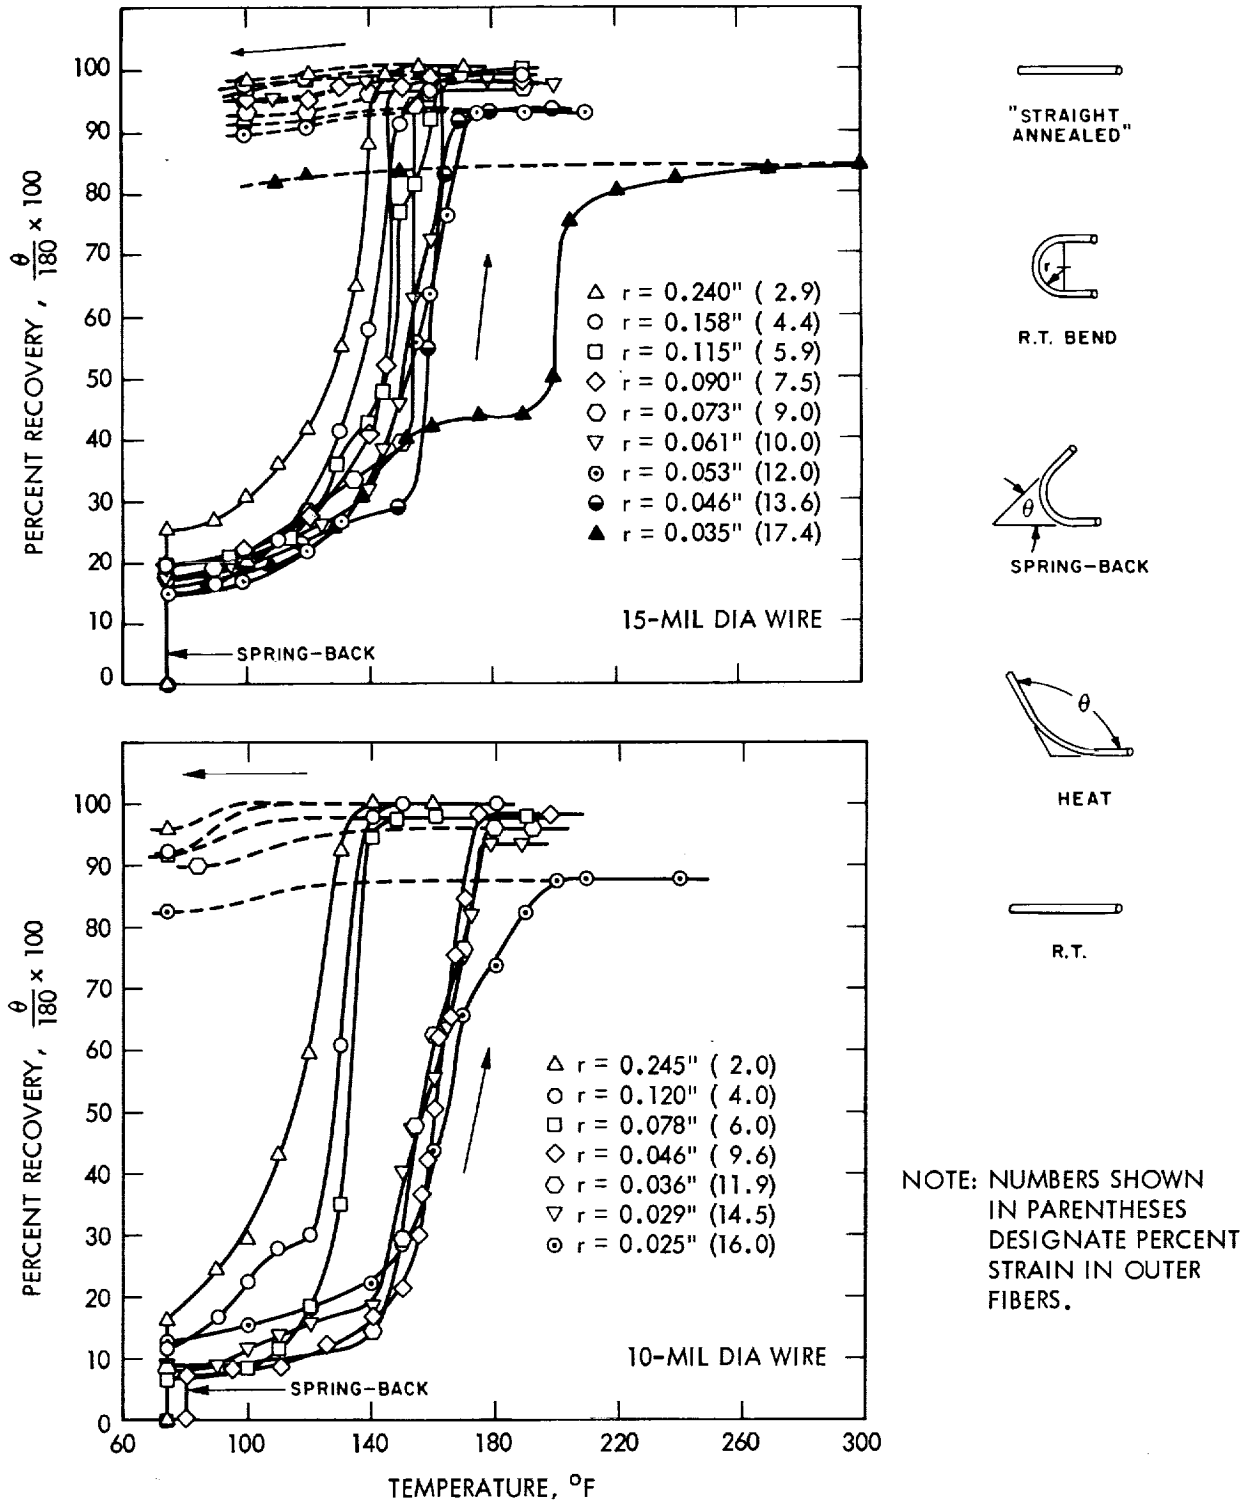 100
90
80
70
60
50
40
30
20
10
0
PERCENT RECOVERY, θ/180 × 100
r = 0.240" ( 2.9)
r = 0.158" ( 4.4)
r = 0.115" ( 5.9)
r = 0.090" ( 7.5)
r = 0.073" ( 9.0)
r = 0.061" (10.0)
r = 0.053" (12.0)
r = 0.046" (13.6)
r = 0.035" (17.4)
15-MIL DIA WIRE
SPRING-BACK
100
90
80
70
60
50
40
30
20
10
0
PERCENT RECOVERY, θ/180 × 100
r = 0.245" ( 2.0)
r = 0.120" ( 4.0)
r = 0.078" ( 6.0)
r = 0.046" ( 9.6)
r = 0.036" (11.9)
r = 0.029" (14.5)
r = 0.025" (16.0)
10-MIL DIA WIRE
SPRING-BACK
60 100 140 180 220 260 300
TEMPERATURE, °F
"STRAIGHT
ANNEALED"
r
R.T. BEND
θ
SPRING-BACK
θ
HEAT
R.T.
NOTE: NUMBERS SHOWN
IN PARENTHESES
DESIGNATE PERCENT
STRAIN IN OUTER
FIBERS.